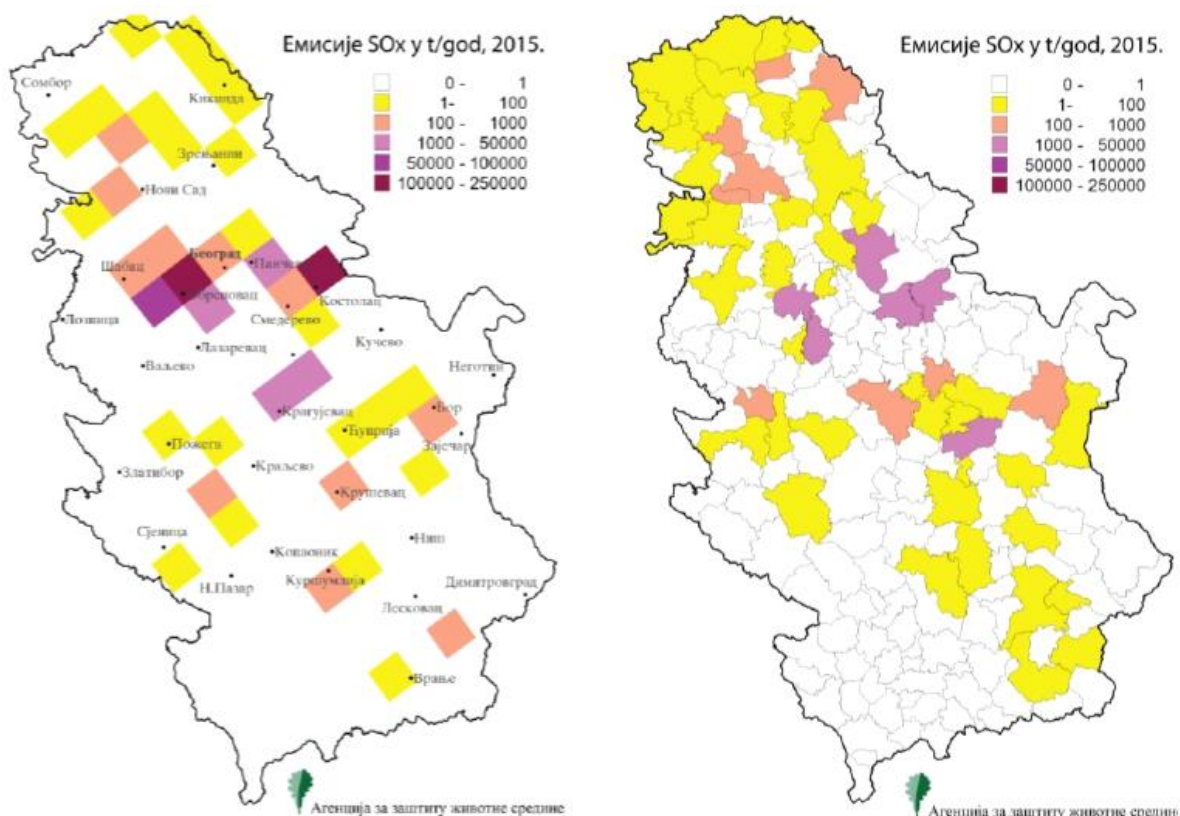 Емисије SOx у t/god, 2015.
0 - 1
1- 100
100 - 1000
1000 - 50000
50000 - 100000
100000 - 250000
Сомбор
Кикинда
Зрењанин
Нови Сад
Београд
Шабац
Панчево
Костолац
Смедерево
Лозница
Лазаревац
Кучево
Ваљево
Неготин
Крагујевац
Бор
Ћуприја
Зајечар
Пожега
Златибор
Краљево
Крушевац
Сјеница
Ниш
Копаоник
Куршумлија
Н.Пазар
Димитровград
Лесковац
Врање
Агенција за заштиту животне средине
Емисије SOx у t/god, 2015.
0 - 1
1- 100
100 - 1000
1000 - 50000
50000 - 100000
100000 - 250000
Агенција за заштиту животне средине